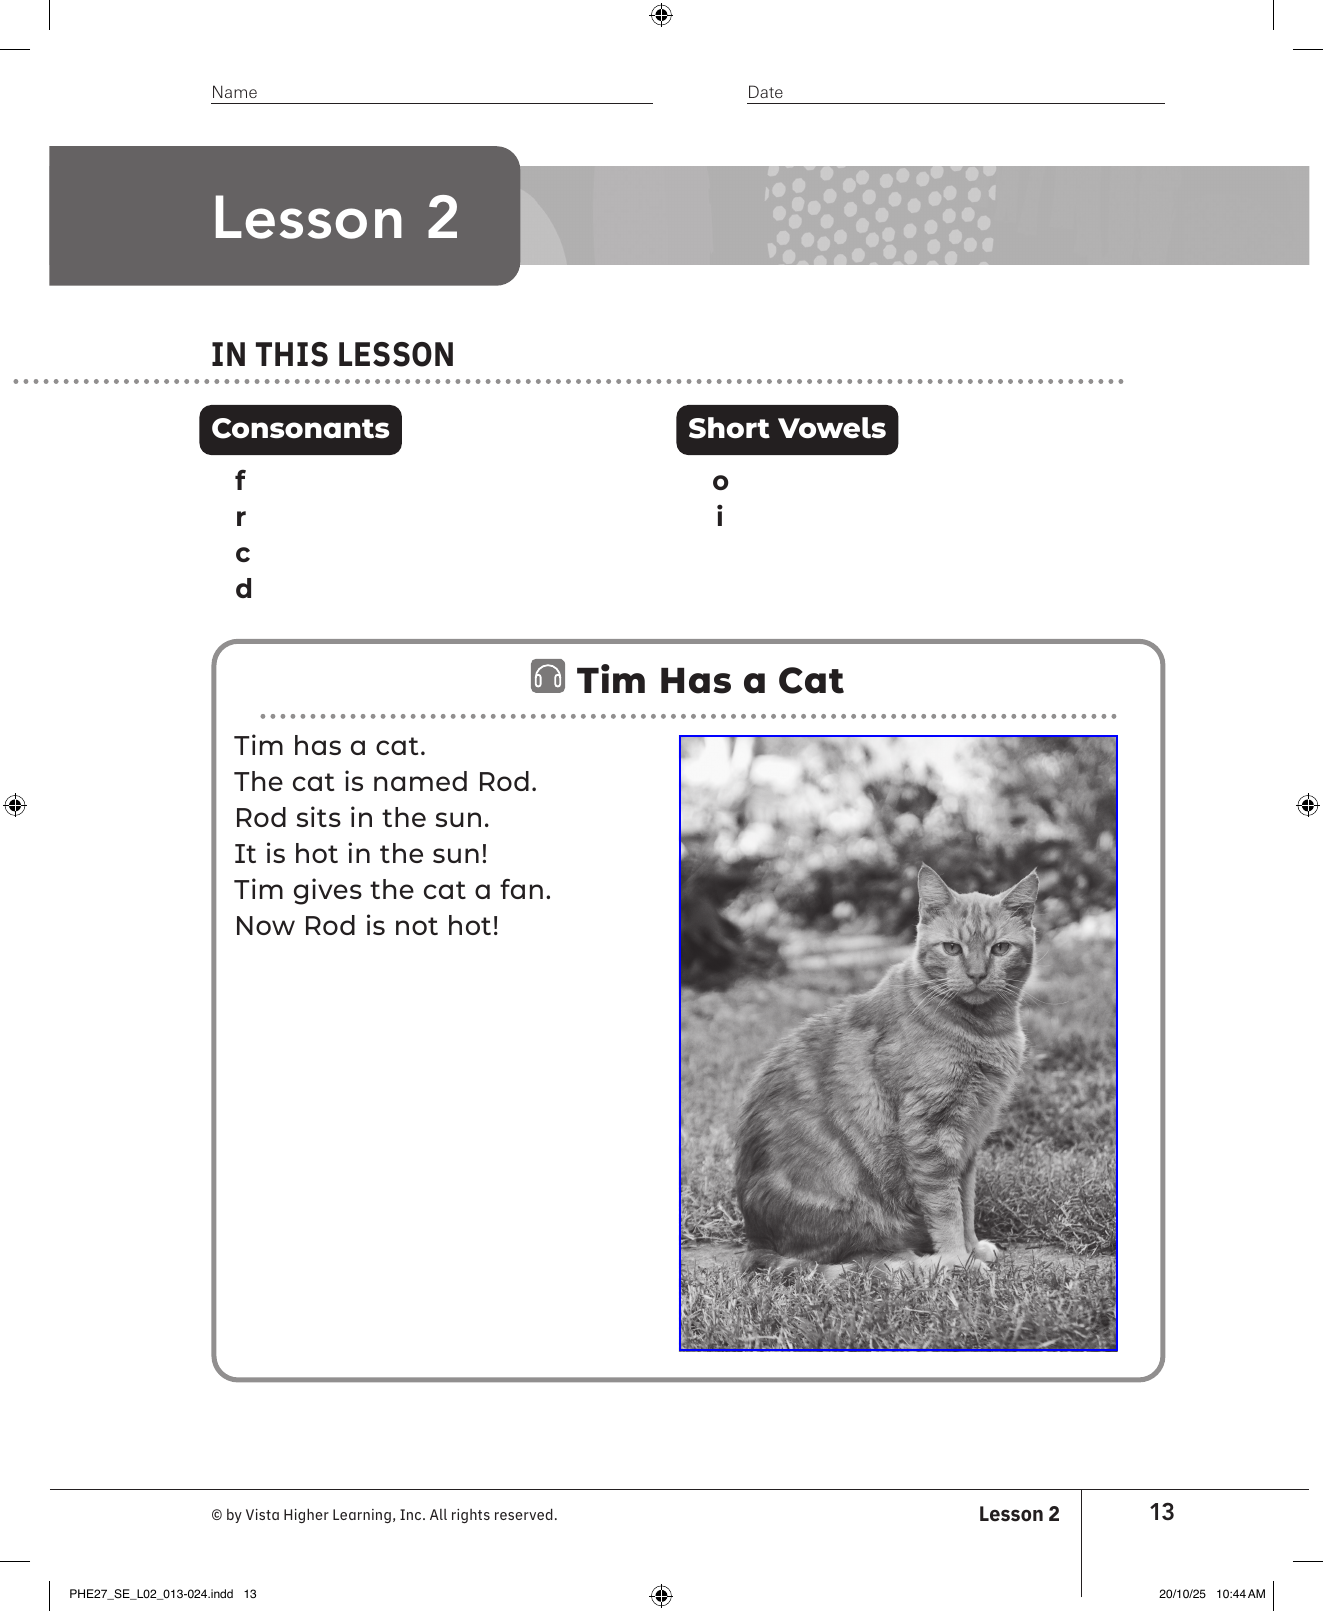 Name
Date
Lesson 2
IN THIS LESSON
Consonants
f
r
c
d
Short Vowels
o
i
Tim Has a Cat
Tim has a cat.
The cat is named Rod.
Rod sits in the sun.
It is hot in the sun!
Tim gives the cat a fan.
Now Rod is not hot!
© by Vista Higher Learning, Inc. All rights reserved.
Lesson 2
13
PHE27_SE_L02_013-024.indd 13
20/10/25 10:44 AM